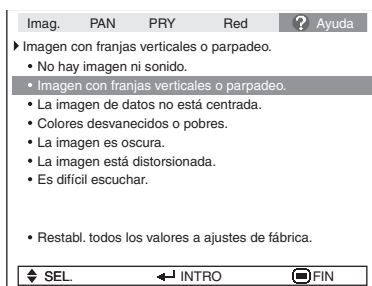 Imag. PAN PRY Red ? Ayuda
Imagen con franjas verticales o parpadeo.
• No hay imagen ni sonido.
• Imagen con franjas verticales o parpadeo.
• La imagen de datos no está centrada.
• Colores desvanecidos o pobres.
• La imagen es oscura.
• La imagen está distorsionada.
• Es difícil escuchar.
• Restabl. todos los valores a ajustes de fábrica.
SEL. INTRO FIN